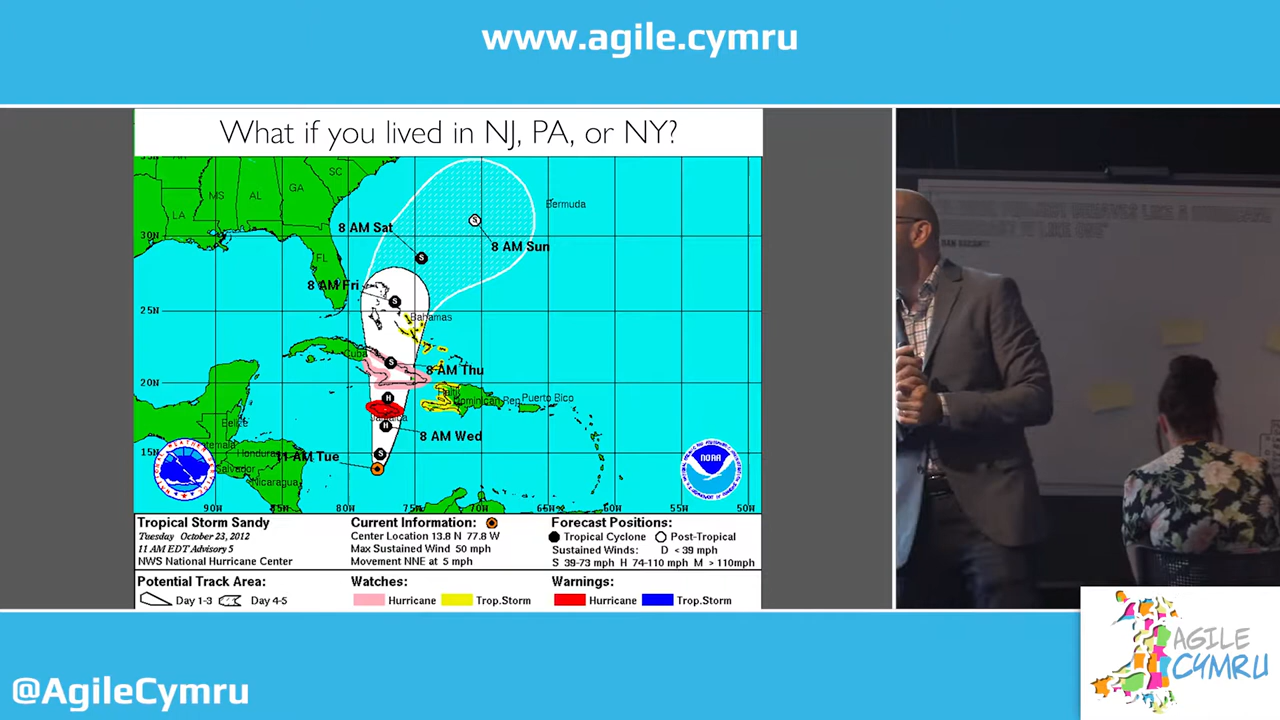 www.agile.cymru
What if you lived in NJ, PA, or NY?
SC
MS AL GA
LA
Bermuda
8 AM Sat
30N
8 AM Sun
FL
8 AM Fri
25N
Bahamas
Cuba
8 AM Thu
20N
Haiti
Dominican Rep
Puerto Rico
Jamaica
Belize
8 AM Wed
15N
11 AM Tue
Honduras
NOAA
Salvador
Nicaragua
90W 85W 80W 75W 70W 65W 60W
Tropical Storm Sandy
Tuesday October 23, 2012
11 AM EDT Advisory 5
NWS National Hurricane Center
Current Information:
Center Location 13.8 N 77.8 W
Max Sustained Wind 50 mph
Movement NNE at 5 mph
Forecast Positions:
Tropical Cyclone Post-Tropical
Sustained Winds: D < 39 mph
S 39-73 mph H 74-110 mph M > 110mph
Potential Track Area:
Day 1-3 Day 4-5
Watches:
Hurricane Trop.Storm
Warnings:
Hurricane Trop.Storm
@AgileCymru
AGILE
CYMRU